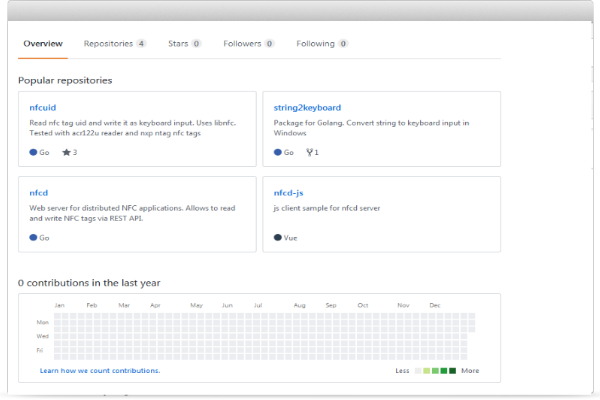 Overview Repositories 4 Stars 0 Followers 0 Following 0
Popular repositories
nfcuid
Read nfc tag uid and write it as keyboard input. Uses libnfc.
Tested with acr122u reader and nxp ntag nfc tags
Go 3
string2keyboard
Package for Golang. Convert string to keyboard input in
Windows
Go 1
nfcd
Web server for distributed NFC applications. Allows to read
and write NFC tags via REST API.
Go
nfcd-js
js client sample for nfcd server
Vue
0 contributions in the last year
Jan Feb Mar Apr May Jun Jul Aug Sep Oct Nov Dec
Mon
Wed
Fri
Learn how we count contributions. Less More